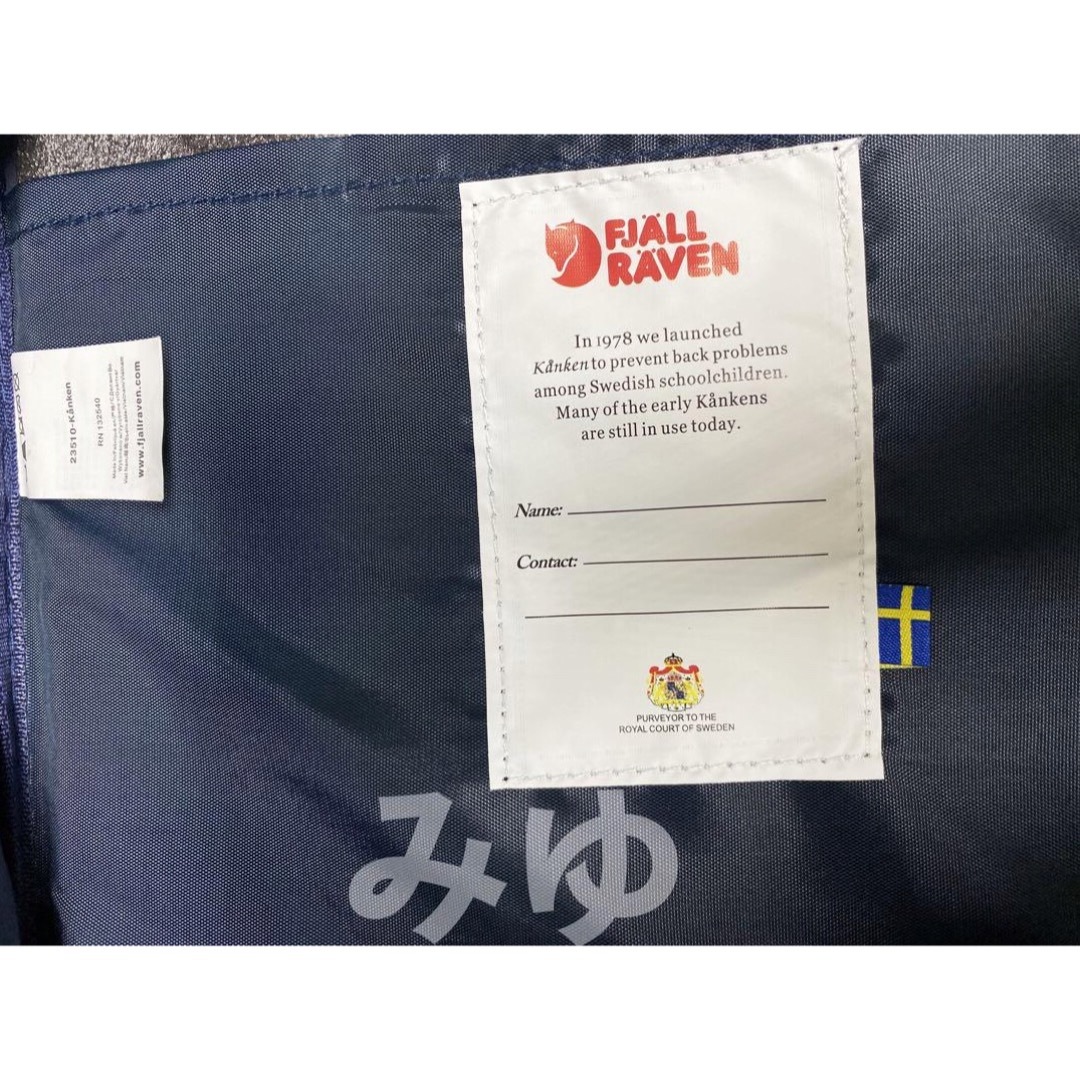 FJÄLL
RÄVEN
In 1978 we launched
Kånken to prevent back problems
among Swedish schoolchildren.
Many of the early Kånkens
are still in use today.
Name:
Contact:
PURVEYOR TO THE
ROYAL COURT OF SWEDEN
23510-Kånken
RN 132540
www.fjallraven.com
みゆ